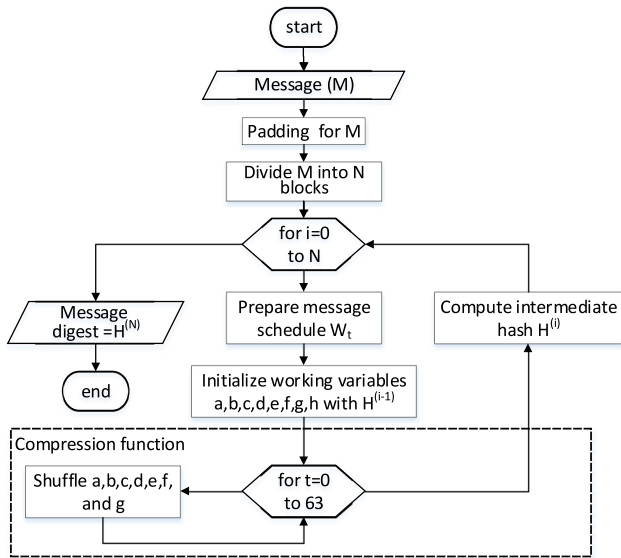 start
Message (M)
Padding for M
Divide M into N
blocks
for i=0
to N
Message
digest =H(N)
end
Prepare message
schedule Wt
Compute intermediate
hash H(i)
Initialize working variables
a,b,c,d,e,f,g,h with H(i-1)
Compression function
Shuffle a,b,c,d,e,f,
and g
for t=0
to 63